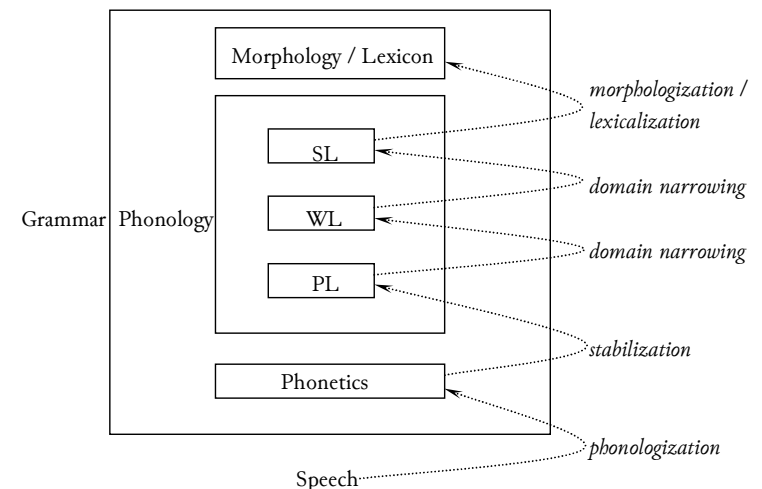 Morphology / Lexicon
morphologization /
lexicalization
SL
domain narrowing
Grammar
Phonology
WL
domain narrowing
PL
stabilization
Phonetics
phonologization
Speech